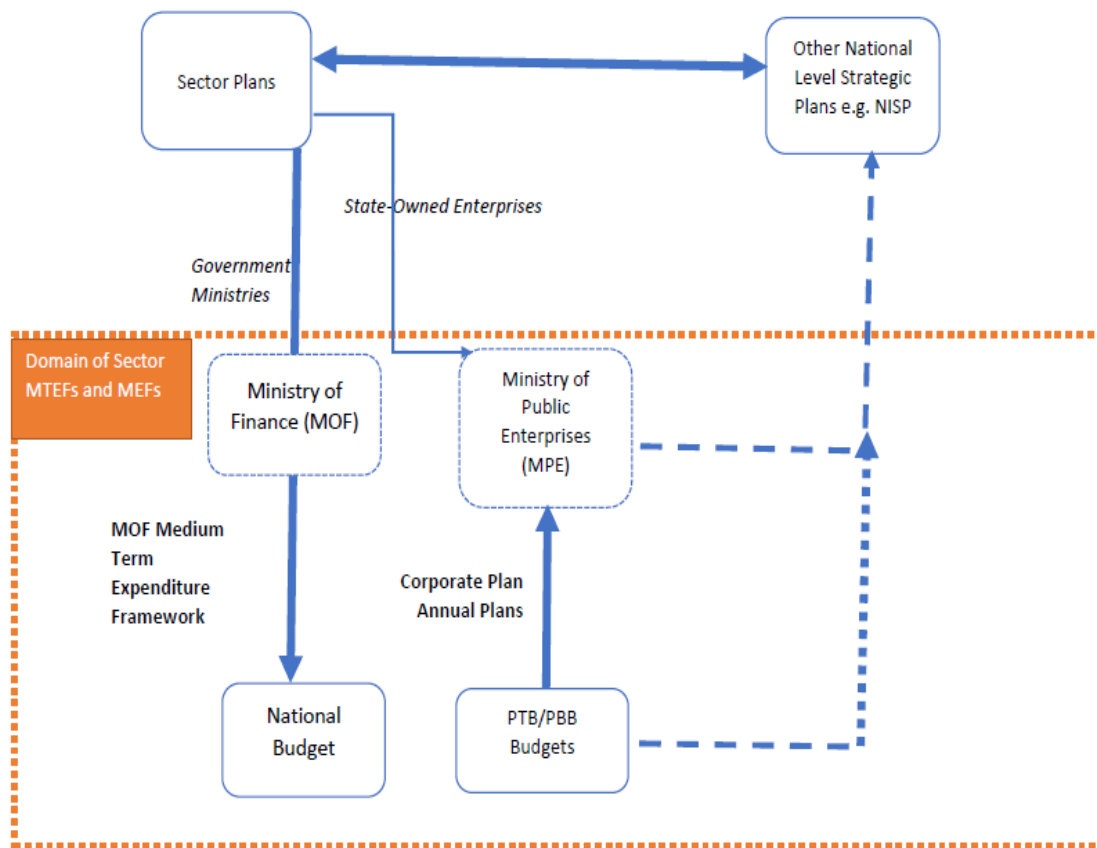 Sector Plans
Other National
Level Strategic
Plans e.g. NISP
State-Owned Enterprises
Government
Ministries
Domain of Sector
MTEFs and MEFs
Ministry of
Finance (MOF)
Ministry of
Public
Enterprises
(MPE)
MOF Medium
Term
Expenditure
Framework
Corporate Plan
Annual Plans
National
Budget
PTB/PBB
Budgets